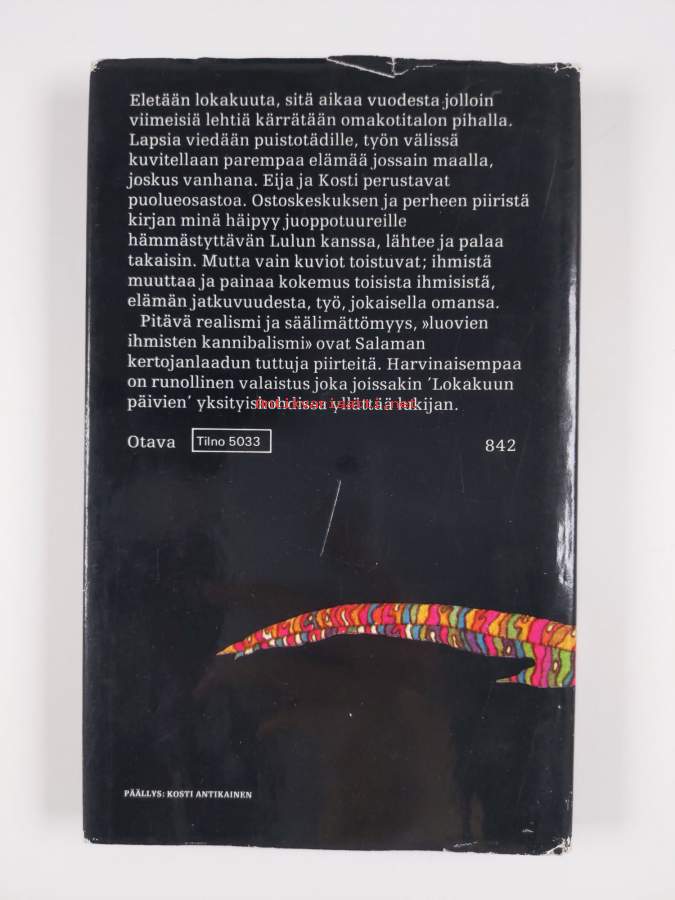 Eletään lokakuuta, sitä aikaa vuodesta jolloin
viimeisiä lehtiä kärrätään omakotitalon pihalla.
Lapsia viedään puistotädille, työn välissä
kuvitellaan parempaa elämää jossain maalla,
joskus vanhana. Eija ja Kosti perustavat
puolueosastoa. Ostoskeskuksen ja perheen piiristä
kirjan minä häipyy juoppotuureille
hämmästyttävän Lulun kanssa, lähtee ja palaa
takaisin. Mutta vain kuviot toistuvat; ihmistä
muuttaa ja painaa kokemus toisista ihmisistä,
elämän jatkuvuudesta, työ, jokaisella omansa.
Pitävä realismi ja säälimättömyys, »luovien
ihmisten kannibalismi» ovat Salaman
kertojanlaadun tuttuja piirteitä. Harvinaisempaa
on runollinen valaistus joka joissakin ´Lokakuun
päivien´ yksityiskohdissa yllättää lukijan.
Otava Tilno 5033 842
PÄÄLLYS: KOSTI ANTIKAINEN